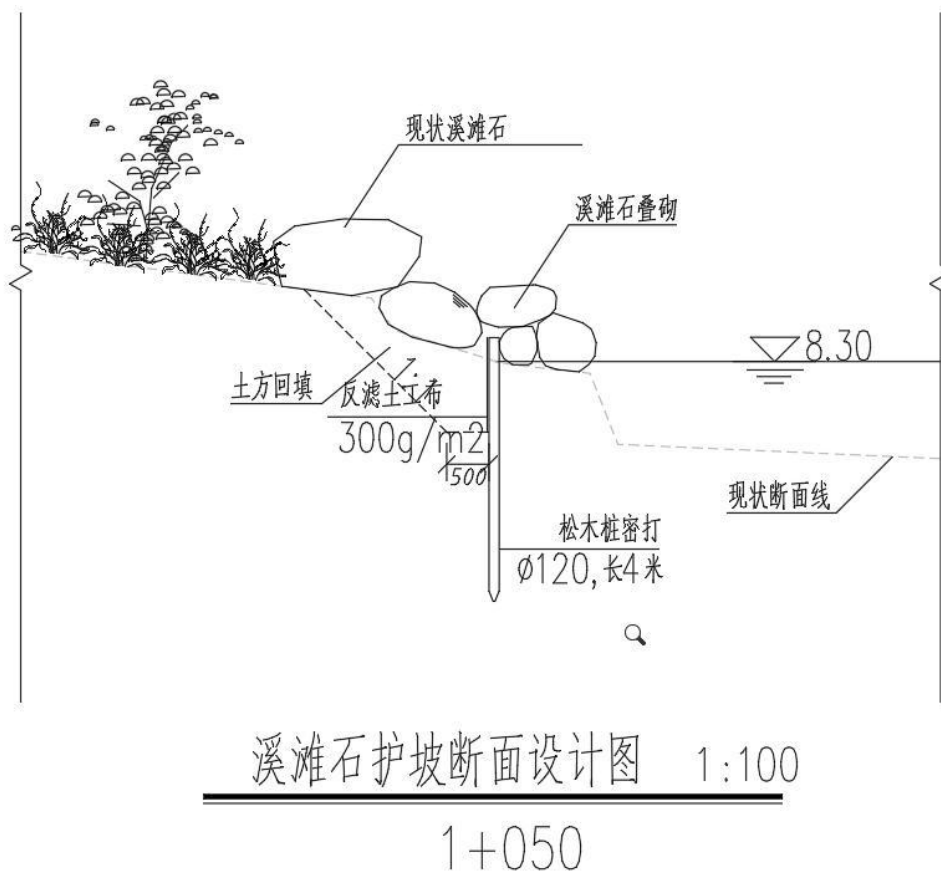 现状溪滩石
溪滩石叠砌
8.30
土方回填
反滤土工布
300g/m2
500
现状断面线
松木桩密打
Ø120,长4米
溪滩石护坡断面设计图 1:100
1+050